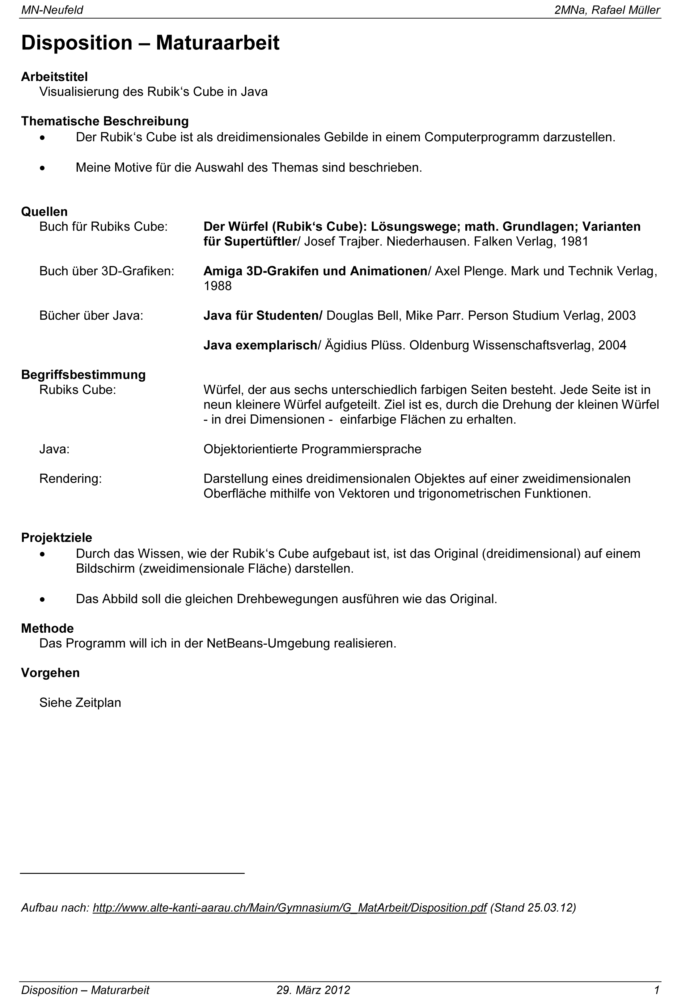 MN-Neufeld 2MNa, Rafael Müller
Disposition – Maturaarbeit
Arbeitstitel
Visualisierung des Rubik‘s Cube in Java
Thematische Beschreibung
• Der Rubik‘s Cube ist als dreidimensionales Gebilde in einem Computerprogramm darzustellen.
• Meine Motive für die Auswahl des Themas sind beschrieben.
Quellen
Buch für Rubiks Cube: Der Würfel (Rubik‘s Cube): Lösungswege; math. Grundlagen; Varianten
für Supertüftler/ Josef Trajber. Niederhausen. Falken Verlag, 1981
Buch über 3D-Grafiken: Amiga 3D-Grakifen und Animationen/ Axel Plenge. Mark und Technik Verlag,
1988
Bücher über Java: Java für Studenten/ Douglas Bell, Mike Parr. Person Studium Verlag, 2003
Java exemplarisch/ Ägidius Plüss. Oldenburg Wissenschaftsverlag, 2004
Begriffsbestimmung
Rubiks Cube: Würfel, der aus sechs unterschiedlich farbigen Seiten besteht. Jede Seite ist in
neun kleinere Würfel aufgeteilt. Ziel ist es, durch die Drehung der kleinen Würfel
- in drei Dimensionen -  einfarbige Flächen zu erhalten.
Java: Objektorientierte Programmiersprache
Rendering: Darstellung eines dreidimensionalen Objektes auf einer zweidimensionalen
Oberfläche mithilfe von Vektoren und trigonometrischen Funktionen.
Projektziele
• Durch das Wissen, wie der Rubik‘s Cube aufgebaut ist, ist das Original (dreidimensional) auf einem
Bildschirm (zweidimensionale Fläche) darstellen.
• Das Abbild soll die gleichen Drehbewegungen ausführen wie das Original.
Methode
Das Programm will ich in der NetBeans-Umgebung realisieren.
Vorgehen
Siehe Zeitplan
Aufbau nach: http://www.alte-kanti-aarau.ch/Main/Gymnasium/G_MatArbeit/Disposition.pdf (Stand 25.03.12)
Disposition – Maturarbeit 29. März 2012 1